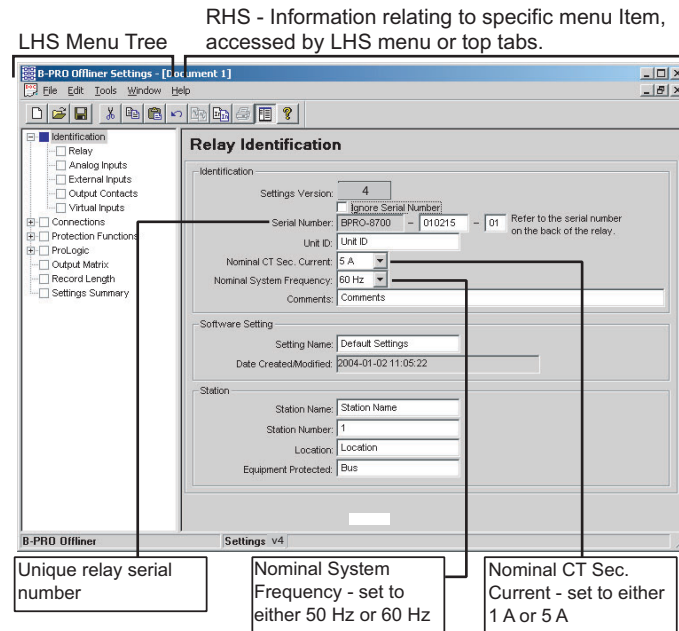 RHS - Information relating to specific menu Item,
LHS Menu Tree
accessed by LHS menu or top tabs.
B-PRO Offliner Settings - [Document 1]
File Edit Tools Window Help
Identification
Relay
Analog Inputs
External Inputs
Output Contacts
Virtual Inputs
Connections
Protection Functions
ProLogic
Output Matrix
Record Length
Settings Summary
Relay Identification
Identification
Settings Version: 4
Ignore Serial Number
Serial Number: BPRO-8700 - 010215 - 01 Refer to the serial number
on the back of the relay.
Unit ID: Unit ID
Nominal CT Sec. Current: 5 A
Nominal System Frequency: 60 Hz
Comments: Comments
Software Setting
Setting Name: Default Settings
Date Created/Modified: 2004-01-02 11:05:22
Station
Station Name: Station Name
Station Number: 1
Location: Location
Equipment Protected: Bus
B-PRO Offliner Settings v4
Unique relay serial
number
Nominal System
Frequency - set to
either 50 Hz or 60 Hz
Nominal CT Sec.
Current - set to either
1 A or 5 A